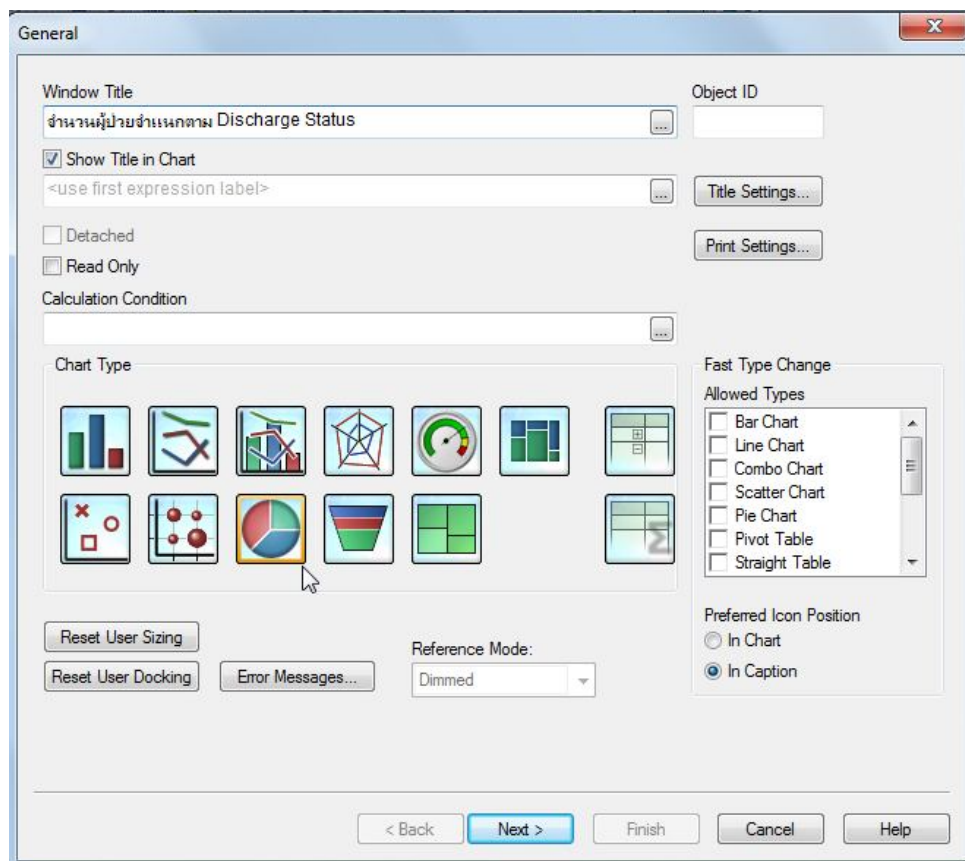 General
Window Title
Object ID
จำนวนผู้ป่วยจำแนกตาม Discharge Status
...
Show Title in Chart
<use first expression label>
...
Title Settings...
Detached
Print Settings...
Read Only
Calculation Condition
...
Chart Type
Fast Type Change
Allowed Types
Bar Chart
Line Chart
Combo Chart
Scatter Chart
Pie Chart
Pivot Table
Straight Table
Preferred Icon Position
In Chart
In Caption
Reset User Sizing
Reference Mode:
Reset User Docking
Error Messages...
Dimmed
< Back
Next >
Finish
Cancel
Help